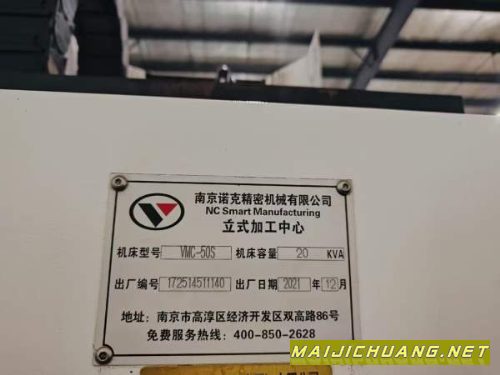 南京诺克精密机械有限公司
NC Smart Manufacturing
立式加工中心
机床型号 VMC-50S 机床容量 20 KVA
出厂编号 172514511140 出厂日期 2021 年 12 月
地址: 南京市高淳区经济开发区双高路86号
免费服务热线: 400-850-2628
MAIJICHUANG.NET